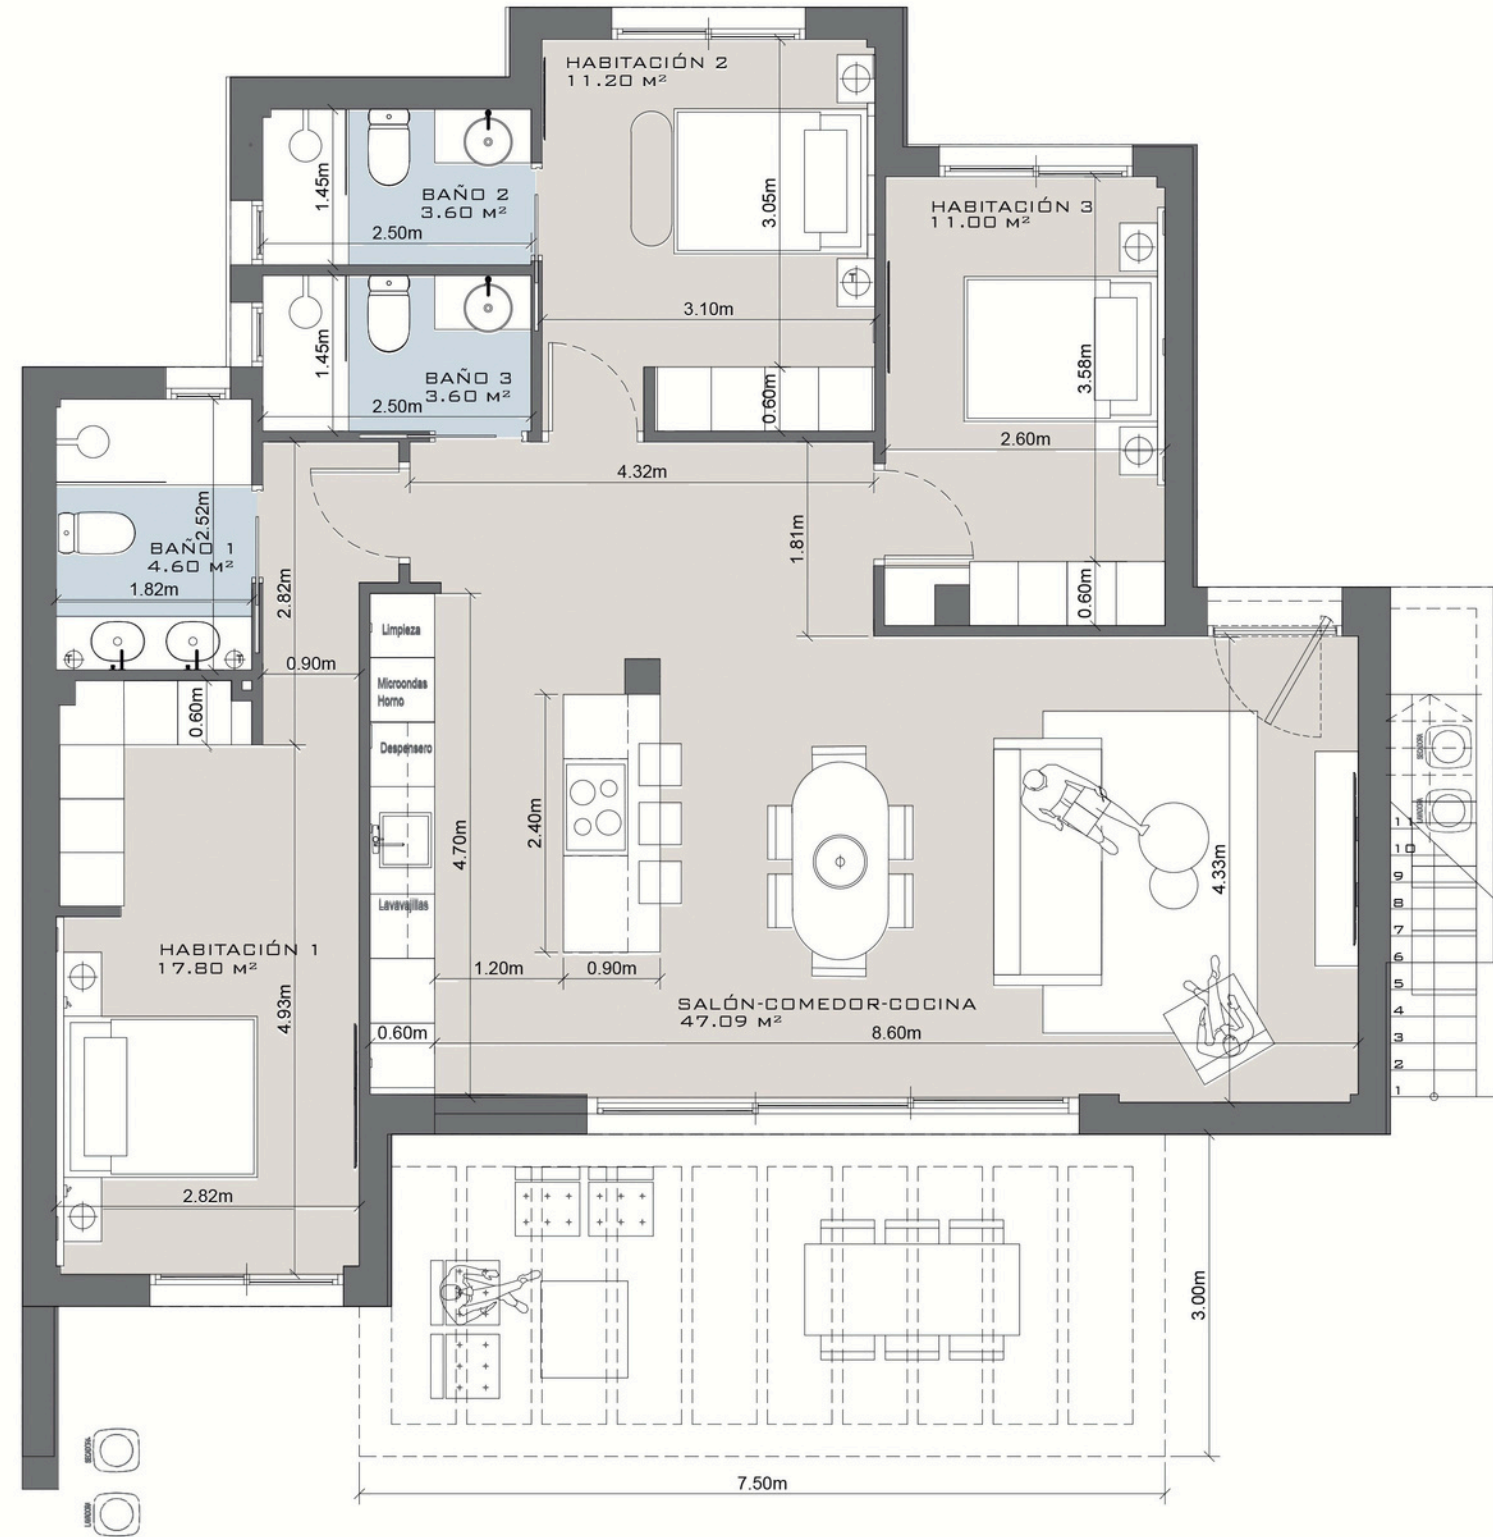 HABITACIÓN 2
11.20 M²
3.05m
1.45m
BAÑO 2
3.60 M²
2.50m
HABITACIÓN 3
11.00 M²
3.10m
1.45m
BAÑO 3
3.60 M²
2.50m
0.60m
3.58m
2.60m
4.32m
1.81m
0.60m
2.52m
BAÑO 1
4.60 M²
1.82m
2.82m
0.90m
0.60m
Limpieza
Microondas
Horno
Despensero
Lavavajillas
4.70m
2.40m
4.33m
1.20m
0.90m
HABITACIÓN 1
17.80 M²
4.93m
SALÓN-COMEDOR-COCINA
47.09 M²
0.60m
8.60m
2.82m
SECADORA
LAVADORA
11
10
9
8
7
6
5
4
3
2
1
3.00m
7.50m
SECADORA
LAVADORA